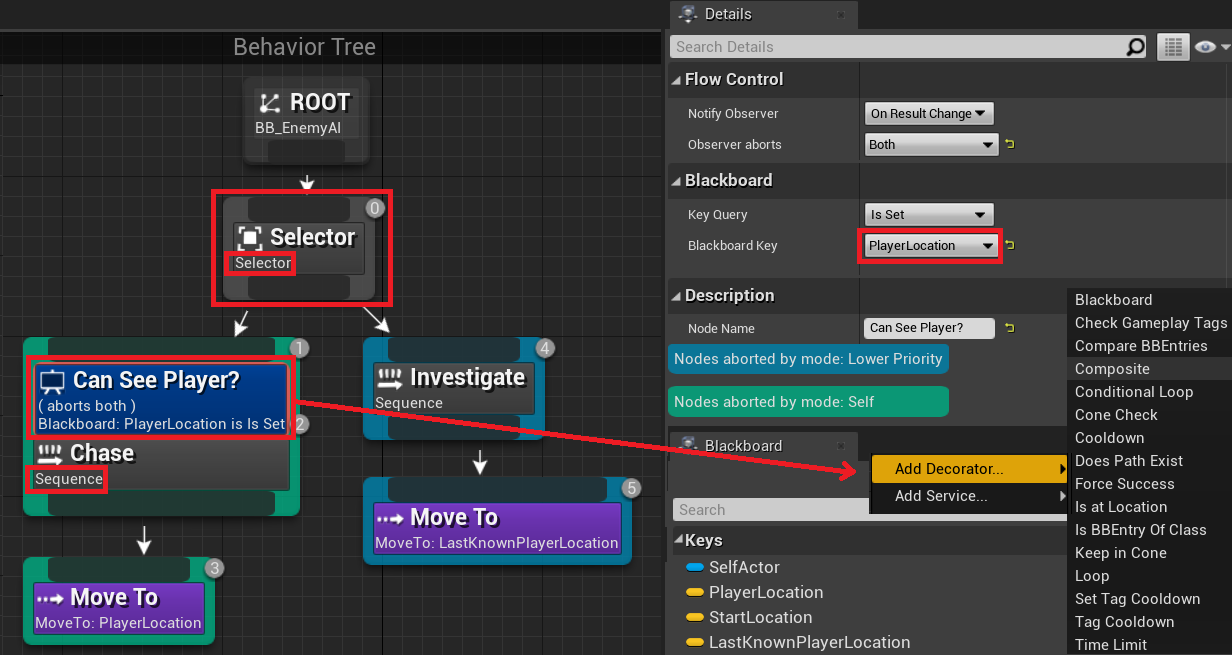 Behavior Tree
ROOT
BB_EnemyAI
0
Selector
Selector
1
Can See Player?
( aborts both )
Blackboard: PlayerLocation is Is Set
2
Chase
Sequence
3
Move To
MoveTo: PlayerLocation
4
Investigate
Sequence
5
Move To
MoveTo: LastKnownPlayerLocation
Details
Search Details
Flow Control
Notify Observer On Result Change
Observer aborts Both
Blackboard
Key Query Is Set
Blackboard Key PlayerLocation
Description
Node Name Can See Player?
Nodes aborted by mode: Lower Priority
Nodes aborted by mode: Self
Blackboard
Search
Keys
SelfActor
PlayerLocation
StartLocation
LastKnownPlayerLocation
Add Decorator...
Add Service...
Blackboard
Check Gameplay Tags
Compare BBEntries
Composite
Conditional Loop
Cone Check
Cooldown
Does Path Exist
Force Success
Is at Location
Is BBEntry Of Class
Keep in Cone
Loop
Set Tag Cooldown
Tag Cooldown
Time Limit